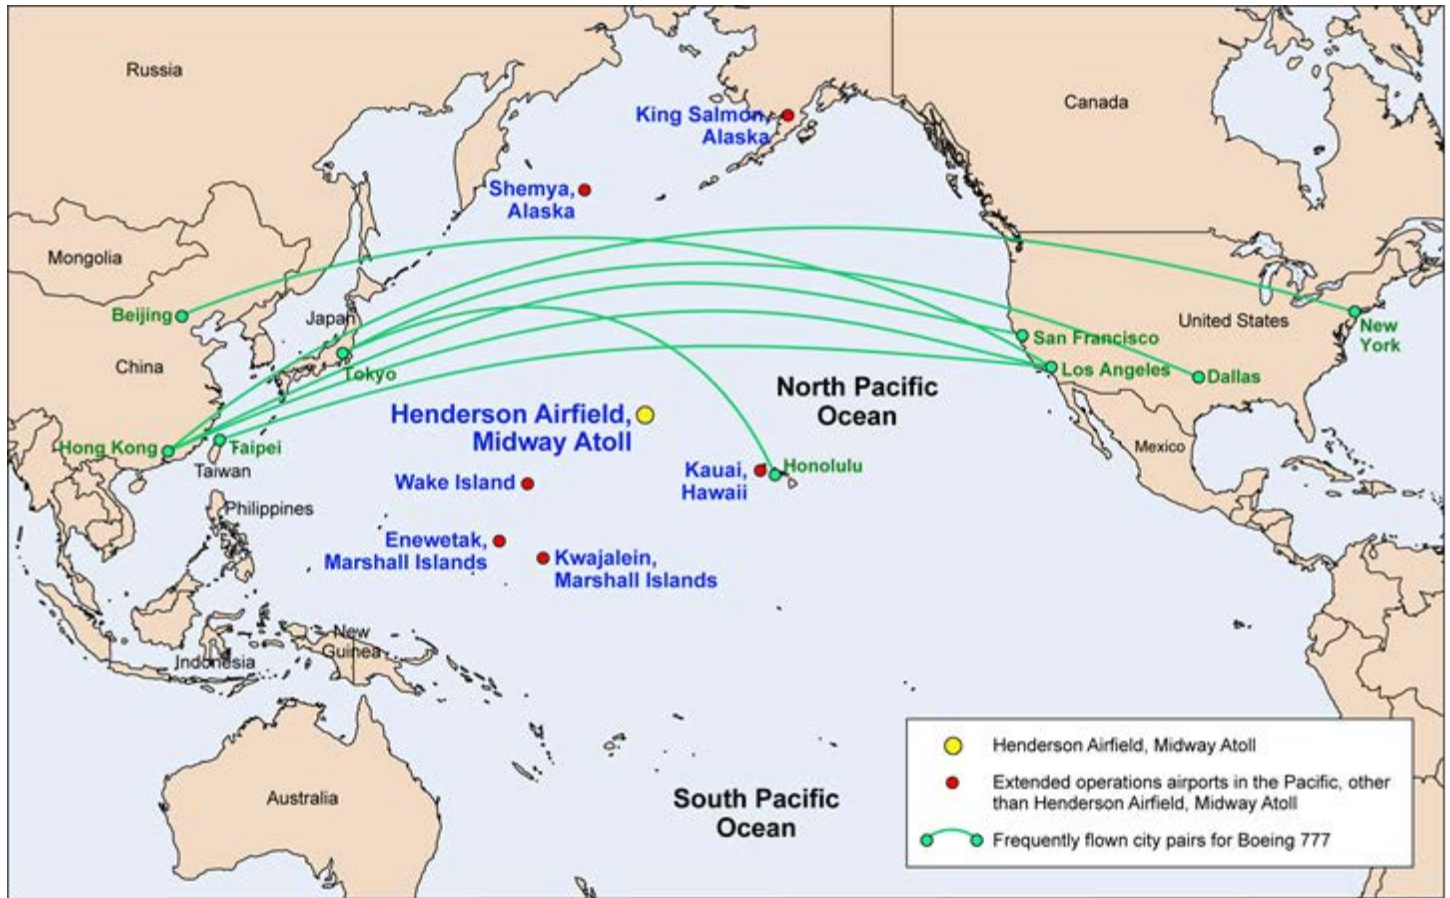 Russia
Canada
King Salmon,
Alaska
Shemya,
Alaska
Mongolia
Beijing
Japan
China
Tokyo
San Francisco
United States
New
York
Los Angeles
Dallas
North Pacific
Ocean
Henderson Airfield,
Midway Atoll
Mexico
Hong Kong
Taipei
Taiwan
Kauai,
Hawaii
Honolulu
Wake Island
Philippines
Enewetak,
Marshall Islands
Kwajalein,
Marshall Islands
New
Guinea
Indonesia
Australia
South Pacific
Ocean
Henderson Airfield, Midway Atoll
Extended operations airports in the Pacific, other
than Henderson Airfield, Midway Atoll
Frequently flown city pairs for Boeing 777